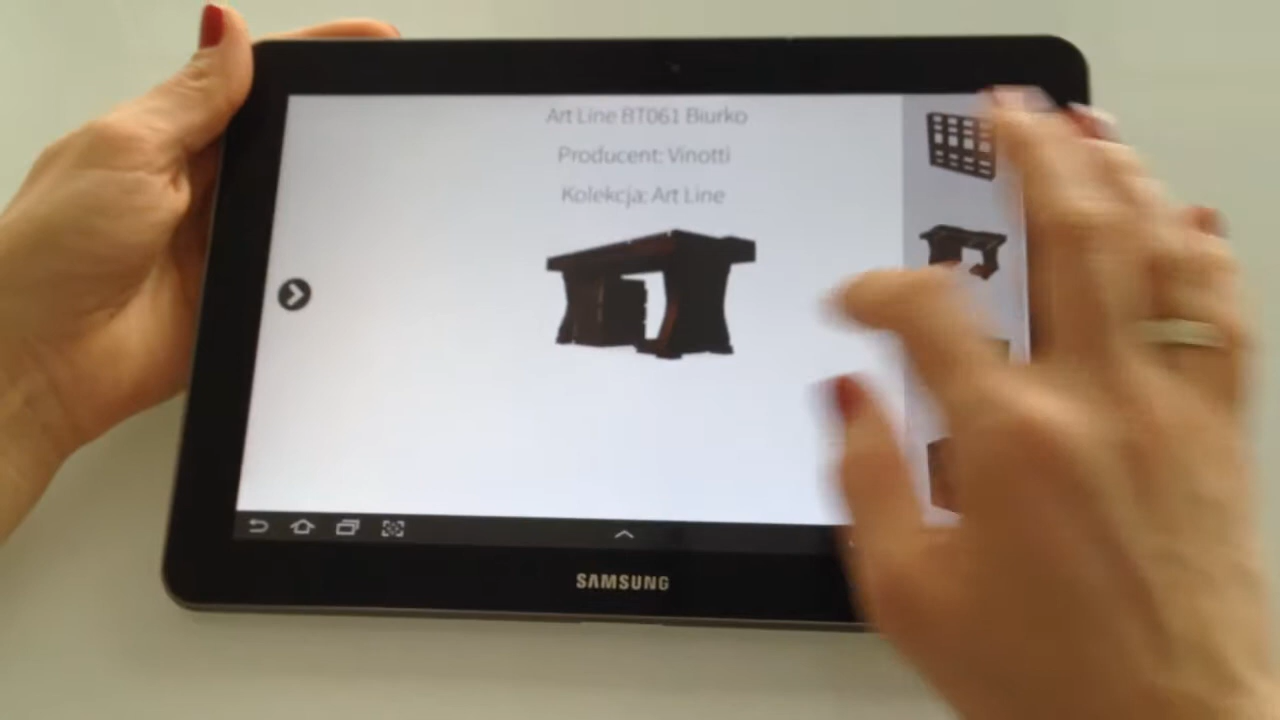 Art Line BT061 Biurko
Producent: Vinotti
Kolekcja: Art Line
SAMSUNG